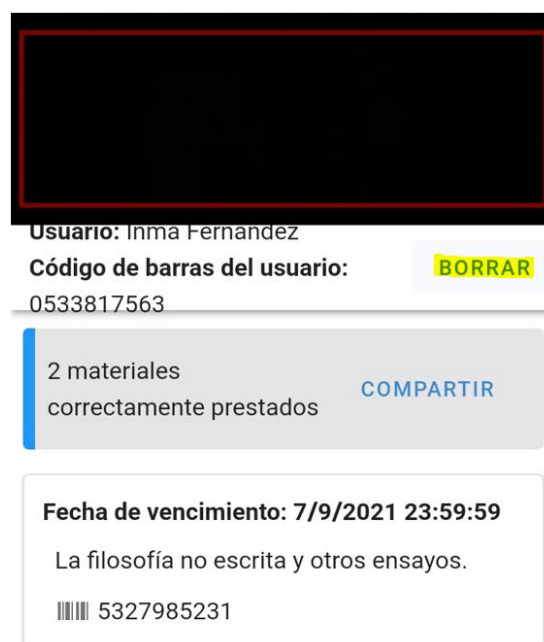 Usuario: Inma Fernandez
Código de barras del usuario:
0533817563
BORRAR
2 materiales
correctamente prestados
COMPARTIR
Fecha de vencimiento: 7/9/2021 23:59:59
La filosofía no escrita y otros ensayos.
5327985231